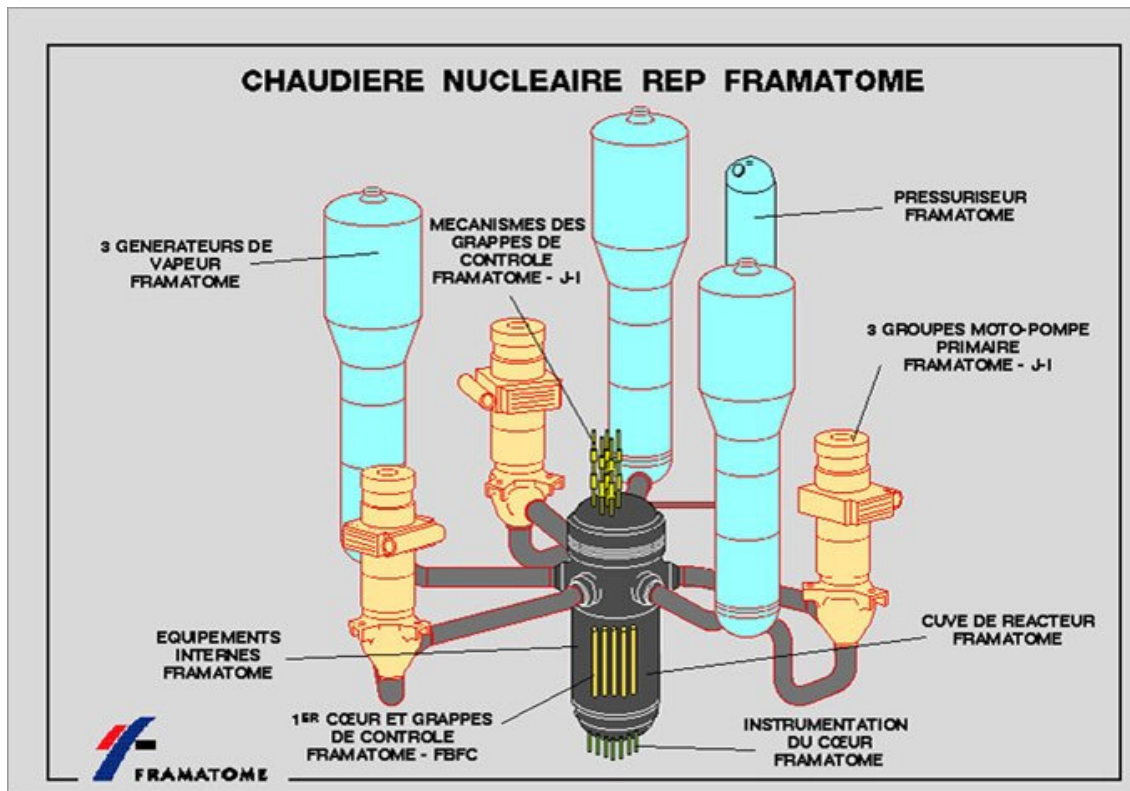 CHAUDIERE NUCLEAIRE REP FRAMATOME
PRESSURISEUR
FRAMATOME
MECANISMES DES
GRAPPES DE
CONTROLE
FRAMATOME - J-I
3 GENERATEURS DE
VAPEUR
FRAMATOME
3 GROUPES MOTO-POMPE
PRIMAIRE
FRAMATOME - J-I
EQUIPEMENTS
INTERNES
FRAMATOME
CUVE DE REACTEUR
FRAMATOME
1ER CŒUR ET GRAPPES
DE CONTROLE
FRAMATOME - FBFC
INSTRUMENTATION
DU CŒUR
FRAMATOME
FRAMATOME